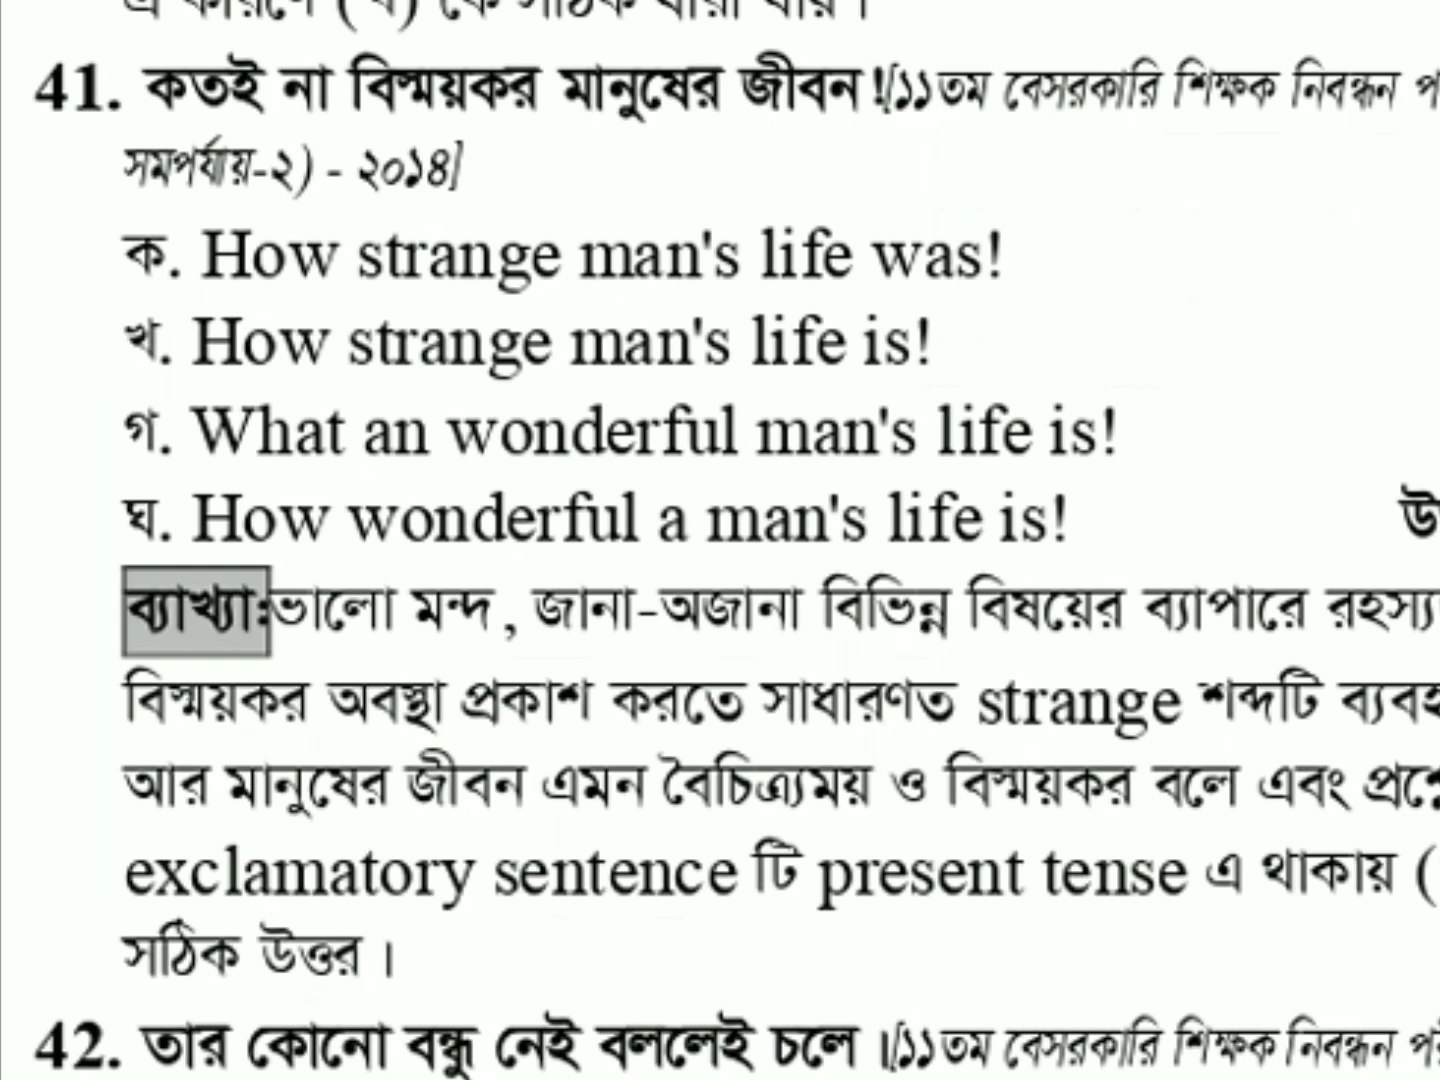 41. কতই না বিস্ময়কর মানুষের জীবন ![১১তম বেসরকারি শিক্ষক নিবন্ধন
সমপর্যায়-২) - ২০১৪]
ক. How strange man's life was!
খ. How strange man's life is!
গ. What an wonderful man's life is!
ঘ. How wonderful a man's life is!
ব্যাখ্যা:ভালো মন্দ , জানা-অজানা বিভিন্ন বিষয়ের ব্যাপারে
বিস্ময়কর অবস্থা প্রকাশ করতে সাধারণত strange শব্দটি
আর মানুষের জীবন এমন বৈচিত্র্যময় ও বিস্ময়কর বলে এবং
exclamatory sentence টি present tense এ থাকায় (
সঠিক উত্তর ।
42. তার কোনো বন্ধু নেই বললেই চলে ।[১১তম বেসরকারি শিক্ষক নিবন্ধন